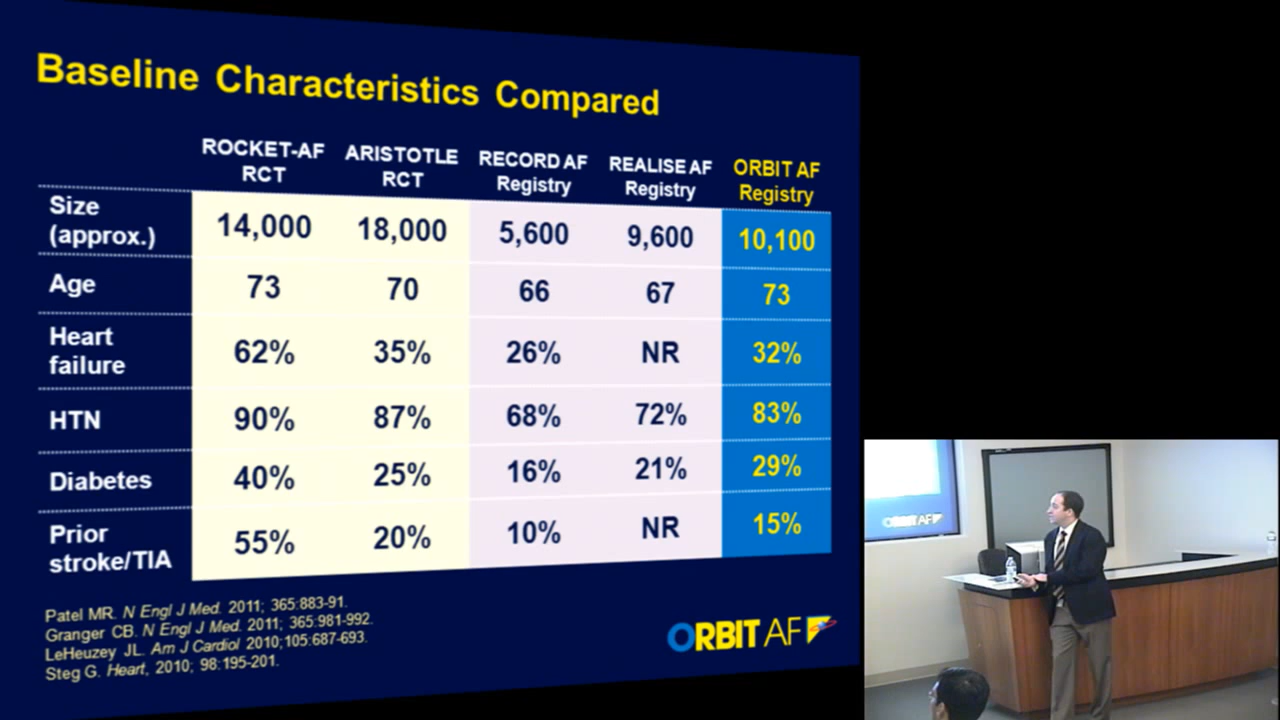 Baseline Characteristics Compared
ROCKET-AF RCT ARISTOTLE RCT RECORD AF Registry REALISE AF Registry ORBIT AF Registry
Size (approx.) 14,000 18,000 5,600 9,600 10,100
Age 73 70 66 67 73
Heart failure 62% 35% 26% NR 32%
HTN 90% 87% 68% 72% 83%
Diabetes 40% 25% 16% 21% 29%
Prior stroke/TIA 55% 20% 10% NR 15%
Patel MR. N Engl J Med. 2011; 365:883-91.
Granger CB. N Engl J Med. 2011; 365:981-992.
LeHeuzey JL. Am J Cardiol 2010;105:687-693.
Steg G. Heart, 2010; 98:195-201.
ORBIT AF
ORBIT AF